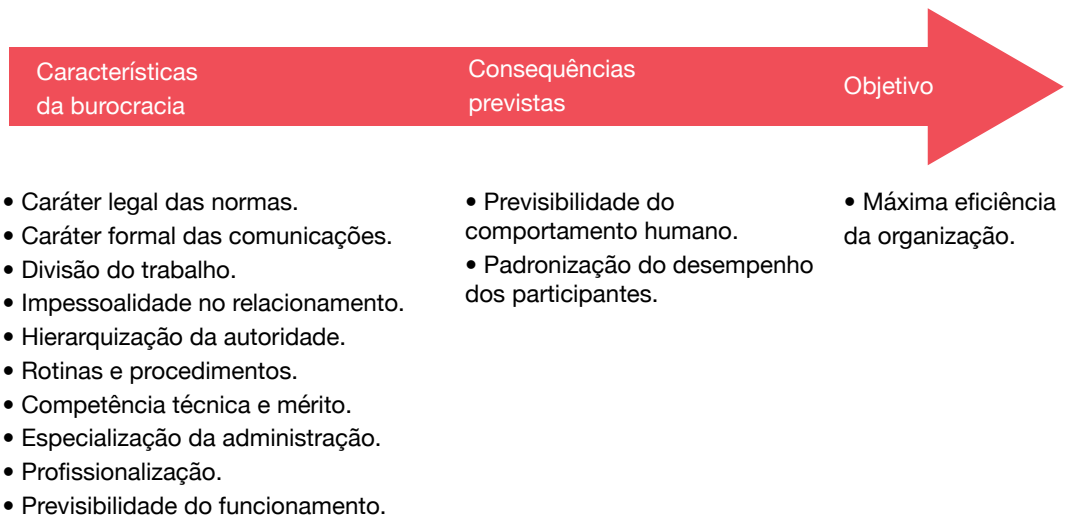 Características
da burocracia
Consequências
previstas
Objetivo
• Caráter legal das normas.
• Caráter formal das comunicações.
• Divisão do trabalho.
• Impessoalidade no relacionamento.
• Hierarquização da autoridade.
• Rotinas e procedimentos.
• Competência técnica e mérito.
• Especialização da administração.
• Profissionalização.
• Previsibilidade do funcionamento.
• Previsibilidade do
comportamento humano.
• Padronização do desempenho
dos participantes.
• Máxima eficiência
da organização.